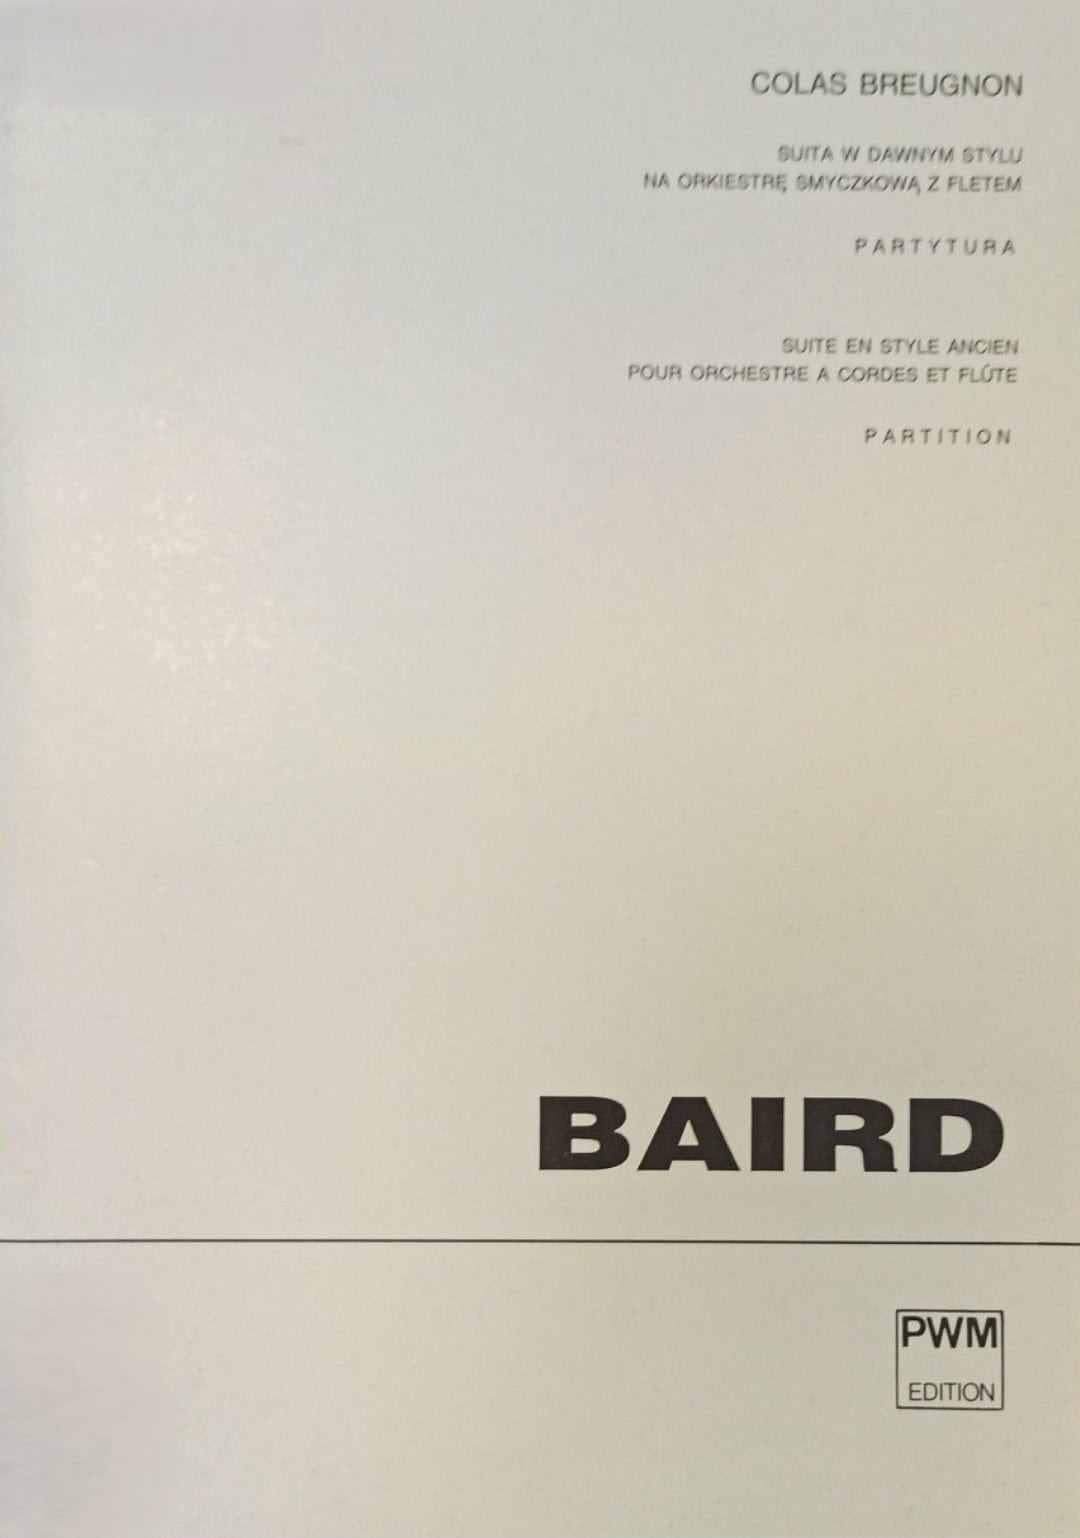 COLAS BREUGNON
SUITA W DAWNYM STYLU
NA ORKIESTRĘ SMYCZKOWĄ Z FLETEM
PARTYTURA
SUITE EN STYLE ANCIEN
POUR ORCHESTRE A CORDES ET FLÛTE
PARTITION
BAIRD
PWM
EDITION